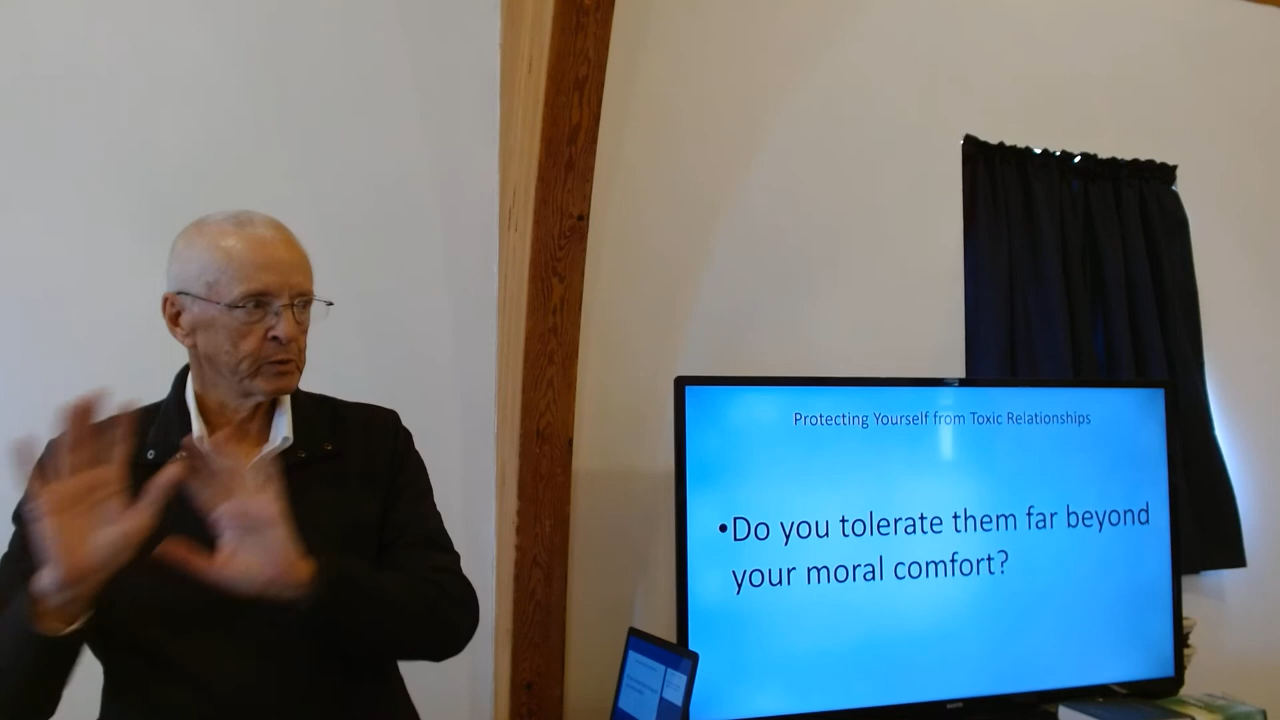 Protecting Yourself from Toxic Relationships
•Do you tolerate them far beyond
your moral comfort?